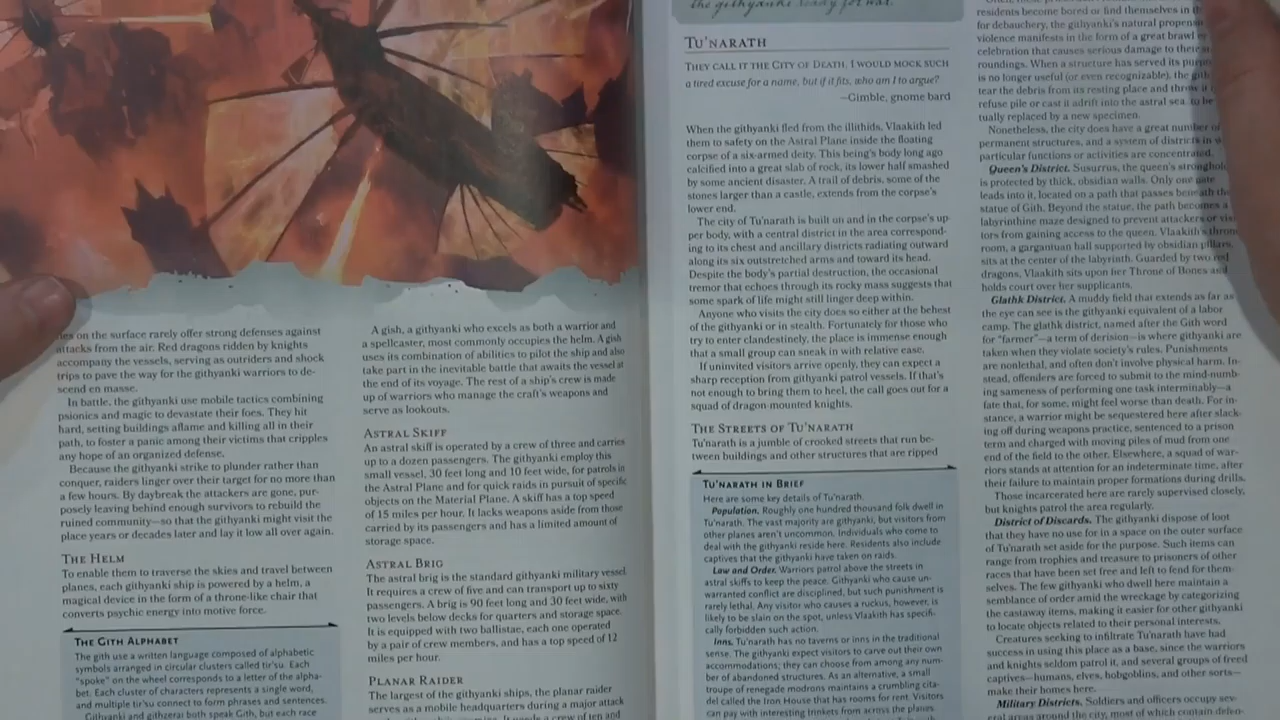 ies on the surface rarely offer strong defenses against
attacks from the air. Red dragons ridden by knights
accompany the vessels, serving as outriders and shock
trips to pave the way for the githyanki warriors to de-
scend en masse.
In battle, the githyanki use mobile tactics combining
psionics and magic to devastate their foes. They hit
hard, setting buildings aflame and killing all in their
path, to foster a panic among their victims that cripples
any hope of an organized defense.
Because the githyanki strike to plunder rather than
conquer, raiders linger over their target for no more than
a few hours. By daybreak the attackers are gone, pur-
posely leaving behind enough survivors to rebuild the
ruined community—so that the githyanki might visit the
place years or decades later and lay it low all over again.
The Helm
To enable them to traverse the skies and travel between
planes, each githyanki ship is powered by a helm, a
magical device in the form of a throne-like chair that
converts psychic energy into motive force.
The Gith Alphabet
The gith use a written language composed of alphabetic
symbols arranged in circular clusters called tir'su. Each
"spoke" on the wheel corresponds to a letter of the alpha-
bet. Each cluster of characters represents a single word,
and multiple tir'su connect to form phrases and sentences.
Githyanki and githzerai both speak Gith, but each race
A gish, a githyanki who excels as both a warrior and
a spellcaster, most commonly occupies the helm. A gish
uses its combination of abilities to pilot the ship and also
take part in the inevitable battle that awaits the vessel at
the end of its voyage. The rest of a ship's crew is made
up of warriors who manage the craft's weapons and
serve as lookouts.
Astral Skiff
An astral skiff is operated by a crew of three and carries
up to a dozen passengers. The githyanki employ this
small vessel, 30 feet long and 10 feet wide, for patrols in
the Astral Plane and for quick raids in pursuit of specific
objects on the Material Plane. A skiff has a top speed
of 15 miles per hour. It lacks weapons aside from those
carried by its passengers and has a limited amount of
storage space.
Astral Brig
The astral brig is the standard githyanki military vessel.
It requires a crew of five and can transport up to sixty
passengers. A brig is 90 feet long and 30 feet wide, with
two levels below decks for quarters and storage space.
It is equipped with two ballistae, each one operated
by a pair of crew members, and has a top speed of 12
miles per hour.
Planar Raider
The largest of the githyanki ships, the planar raider
serves as a mobile headquarters during a major attack
the githyanki ready for war.
Tu'narath
They call it the City of Death. I would mock such
a tired excuse for a name, but if it fits, who am I to argue?
—Gimble, gnome bard
When the githyanki fled from the illithids, Vlaakith led
them to safety on the Astral Plane inside the floating
corpse of a six-armed deity. This being's body long ago
calcified into a great slab of rock, its lower half smashed
by some ancient disaster. A trail of debris, some of the
stones larger than a castle, extends from the corpse's
lower end.
The city of Tu'narath is built on and in the corpse's up-
per body, with a central district in the area correspond-
ing to its chest and ancillary districts radiating outward
along its six outstretched arms and toward its head.
Despite the body's partial destruction, the occasional
tremor that echoes through its rocky mass suggests that
some spark of life might still linger deep within.
Anyone who visits the city does so either at the behest
of the githyanki or in stealth. Fortunately for those who
try to enter clandestinely, the place is immense enough
that a small group can sneak in with relative ease.
If uninvited visitors arrive openly, they can expect a
sharp reception from githyanki patrol vessels. If that's
not enough to bring them to heel, the call goes out for a
squad of dragon-mounted knights.
The Streets of Tu'narath
Tu'narath is a jumble of crooked streets that run be-
tween buildings and other structures that are ripped
Tu'narath in Brief
Here are some key details of Tu'narath.
Population. Roughly one hundred thousand folk dwell in
Tu'narath. The vast majority are githyanki, but visitors from
other planes aren't uncommon. Individuals who come to
deal with the githyanki reside here. Residents also include
captives that the githyanki have taken on raids.
Law and Order. Warriors patrol above the streets in
astral skiffs to keep the peace. Githyanki who cause un-
warranted conflict are disciplined, but such punishment is
rarely lethal. Any visitor who causes a ruckus, however, is
likely to be slain on the spot, unless Vlaakith has specifi-
cally forbidden such action.
Inns. Tu'narath has no taverns or inns in the traditional
sense. The githyanki expect visitors to carve out their own
accommodations; they can choose from among any num-
ber of abandoned structures. As an alternative, a small
troupe of renegade modrons maintains a crumbling cita-
del called the Iron House that has rooms for rent. Visitors
can pay with interesting trinkets from across the planes.
residents become bored or find themselves in
for debauchery, the githyanki's natural propensi
violence manifests in the form of a great brawl
celebration that causes serious damage to their
roundings. When a structure has served its purpo
is no longer useful (or even recognizable), the gith
tear the debris from its resting place and throw it
refuse pile or cast it adrift into the astral sea, to be
tually replaced by a new specimen.
Nonetheless, the city does have a great number of
permanent structures, and a system of districts in
particular functions or activities are concentrated.
Queen's District. Susurrus, the queen's stronghold
is protected by thick, obsidian walls. Only one gate
leads into it, located on a path that passes beneath the
statue of Gith. Beyond the statue, the path becomes a
labyrinthine maze designed to prevent attackers or visi
tors from gaining access to the queen. Vlaakith's throne
room, a gargantuan hall supported by obsidian pillars,
sits at the center of the labyrinth. Guarded by two red
dragons, Vlaakith sits upon her Throne of Bones and
holds court over her supplicants.
Glathk District. A muddy field that extends as far as
the eye can see is the githyanki equivalent of a labor
camp. The glathk district, named after the Gith word
for "farmer"—a term of derision—is where githyanki are
taken when they violate society's rules. Punishments
are nonlethal, and often don't involve physical harm. In-
stead, offenders are forced to submit to the mind-numb-
ing sameness of performing one task interminably—a
fate that, for some, might feel worse than death. For in-
stance, a warrior might be sequestered here after slack-
ing off during weapons practice, sentenced to a prison
term and charged with moving piles of mud from one
end of the field to the other. Elsewhere, a squad of war-
riors stands at attention for an indeterminate time, after
their failure to maintain proper formations during drills.
Those incarcerated here are rarely supervised closely,
but knights patrol the area regularly.
District of Discards. The githyanki dispose of loot
that they have no use for in a space on the outer surface
of Tu'narath set aside for the purpose. Such items can
range from trophies and treasure to prisoners of other
races that have been set free and left to fend for them-
selves. The few githyanki who dwell here maintain a
semblance of order amid the wreckage by categorizing
the castaway items, making it easier for other githyanki
to locate objects related to their personal interests.
Creatures seeking to infiltrate Tu'narath have had
success in using this place as a base, since the warriors
and knights seldom patrol it, and several groups of freed
captives—humans, elves, hobgoblins, and other sorts—
make their homes here.
Military Districts. Soldiers and officers occupy sev-
eral areas around the city, most of which contain defen-